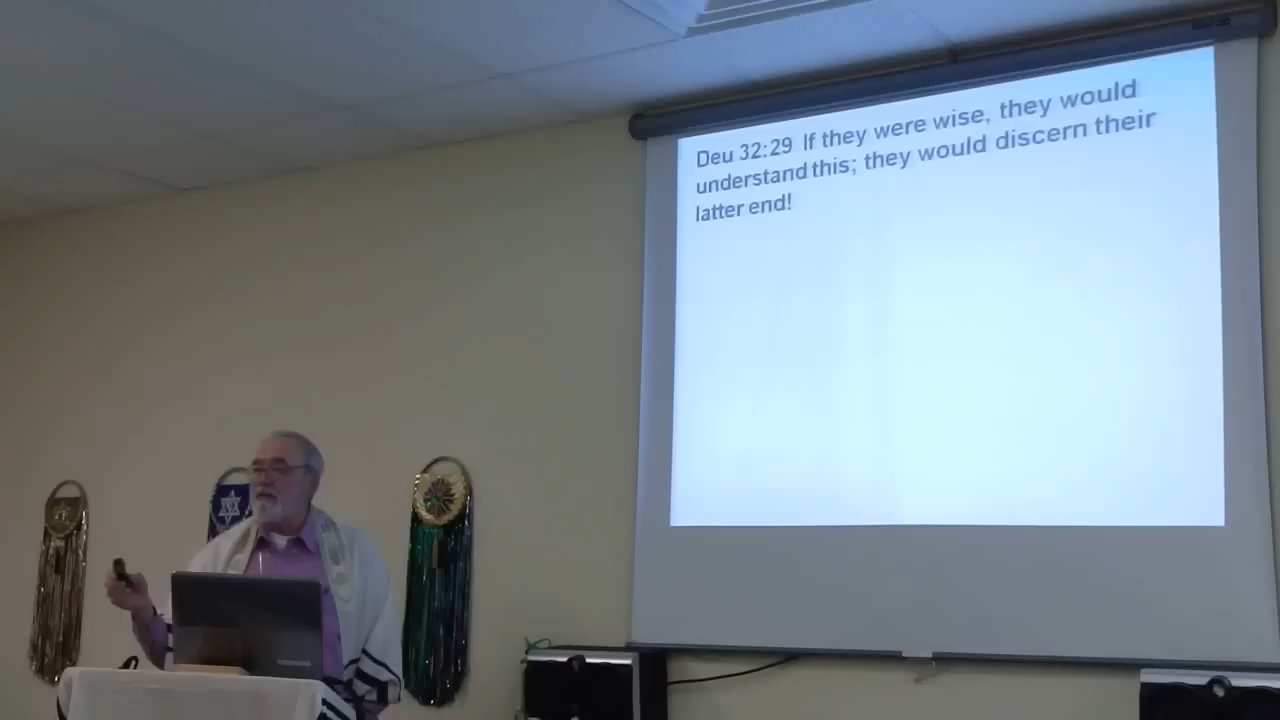 Deu 32:29 If they were wise, they would
understand this; they would discern their
latter end!